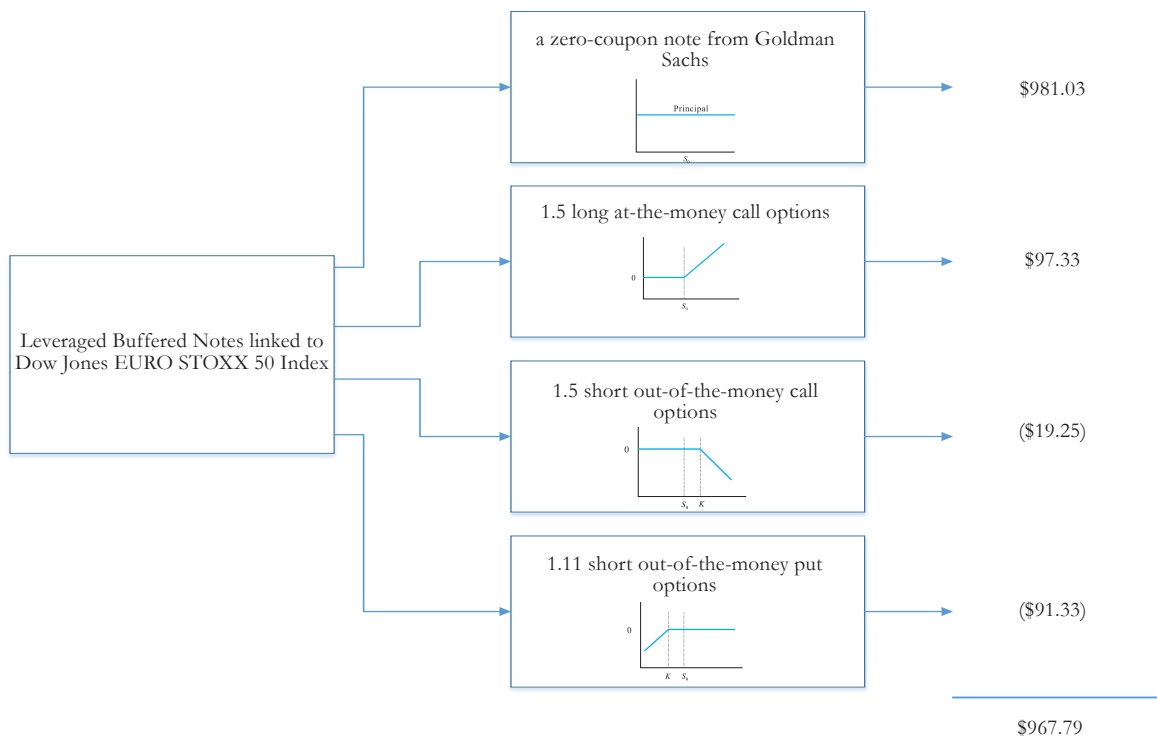 a zero-coupon note from Goldman
Sachs
Principal
S₀
$981.03
1.5 long at-the-money call options
0
S₀
$97.33
Leveraged Buffered Notes linked to
Dow Jones EURO STOXX 50 Index
1.5 short out-of-the-money call
options
0
S₀ K
($19.25)
1.11 short out-of-the-money put
options
0
K S₀
($91.33)
$967.79